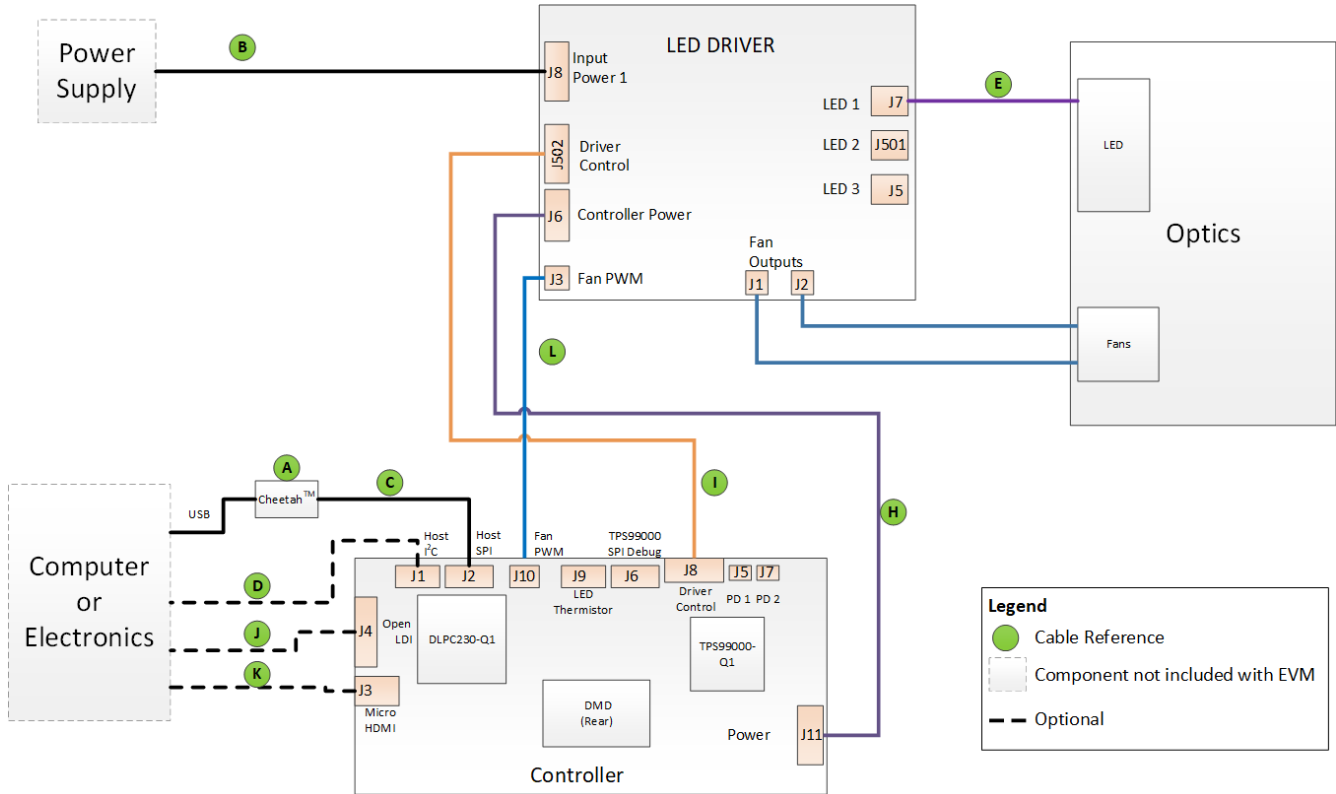 Power
Supply
B
LED DRIVER
J8
Input
Power 1
J502
Driver
Control
J6
Controller Power
J3
Fan PWM
LED 1
J7
LED 2
J501
LED 3
J5
Fan
Outputs
J1
J2
E
LED
Optics
Fans
L
A
Cheetah™
C
USB
I
H
Computer
or
Electronics
D
J
K
Host
I²C
Host
SPI
Fan
PWM
TPS99000
SPI Debug
J1
J2
J10
J9
J6
J8
J5
J7
LED
Thermistor
Driver
Control
PD 1
PD 2
J4
Open
LDI
DLPC230-Q1
TPS99000-
Q1
J3
Micro
HDMI
DMD
(Rear)
Power
J11
Controller
Legend
Cable Reference
Component not included with EVM
Optional